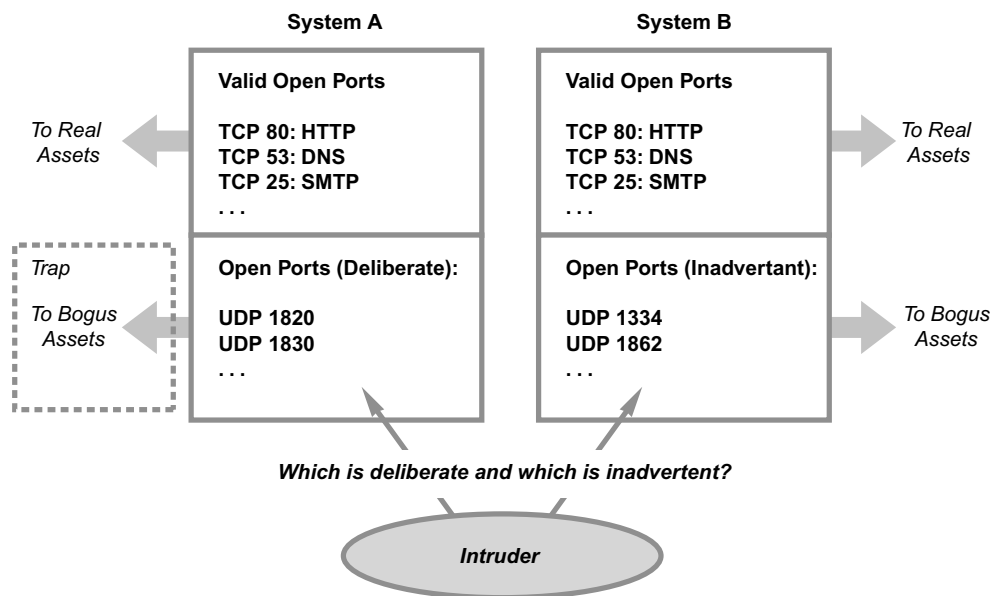 System A
System B
Valid Open Ports
TCP 80: HTTP
TCP 53: DNS
TCP 25: SMTP
. . .
Valid Open Ports
TCP 80: HTTP
TCP 53: DNS
TCP 25: SMTP
. . .
To Real
Assets
To Real
Assets
Trap
To Bogus
Assets
Open Ports (Deliberate):
UDP 1820
UDP 1830
. . .
Open Ports (Inadvertant):
UDP 1334
UDP 1862
. . .
To Bogus
Assets
Which is deliberate and which is inadvertent?
Intruder